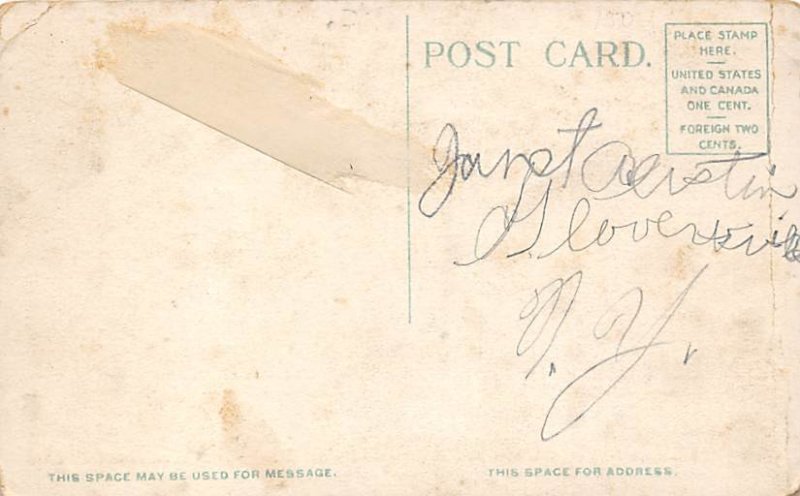 POST CARD.
PLACE STAMP
HERE.
UNITED STATES
AND CANADA
ONE CENT.
FOREIGN TWO
CENTS.
Janet Austin
Gloversville
N. Y.
THIS SPACE MAY BE USED FOR MESSAGE.
THIS SPACE FOR ADDRESS.